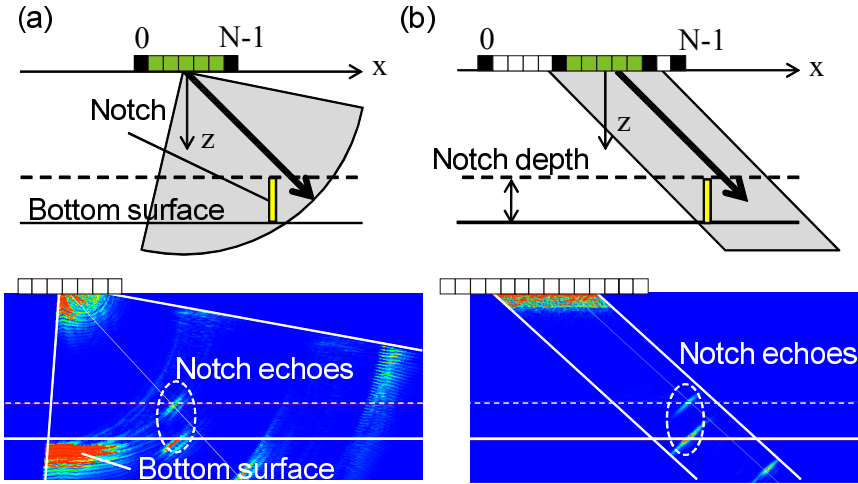 (a)
0
N-1
x
Notch
z
Bottom surface
Notch echoes
Bottom surface
(b)
0
N-1
x
z
Notch depth
Notch echoes